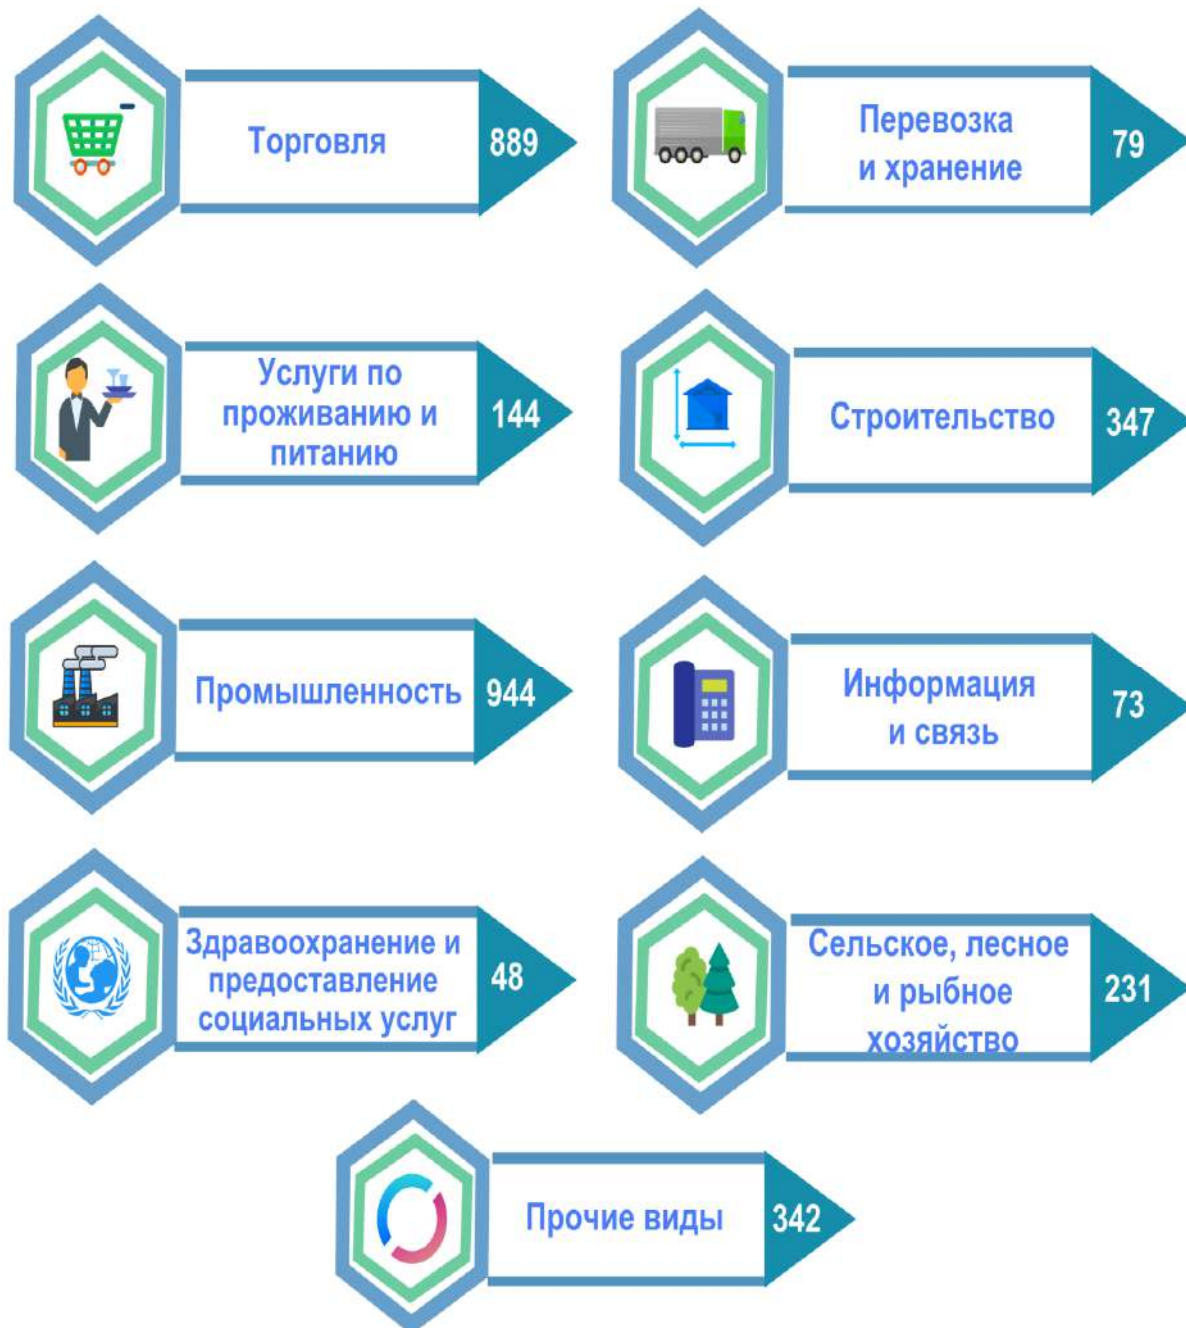 Торговля
889
Перевозка
и хранение
79
Услуги по
проживанию и
питанию
144
Строительство
347
Промышленность
944
Информация
и связь
73
Здравоохранение и
предоставление
социальных услуг
48
Сельское, лесное
и рыбное
хозяйство
231
Прочие виды
342